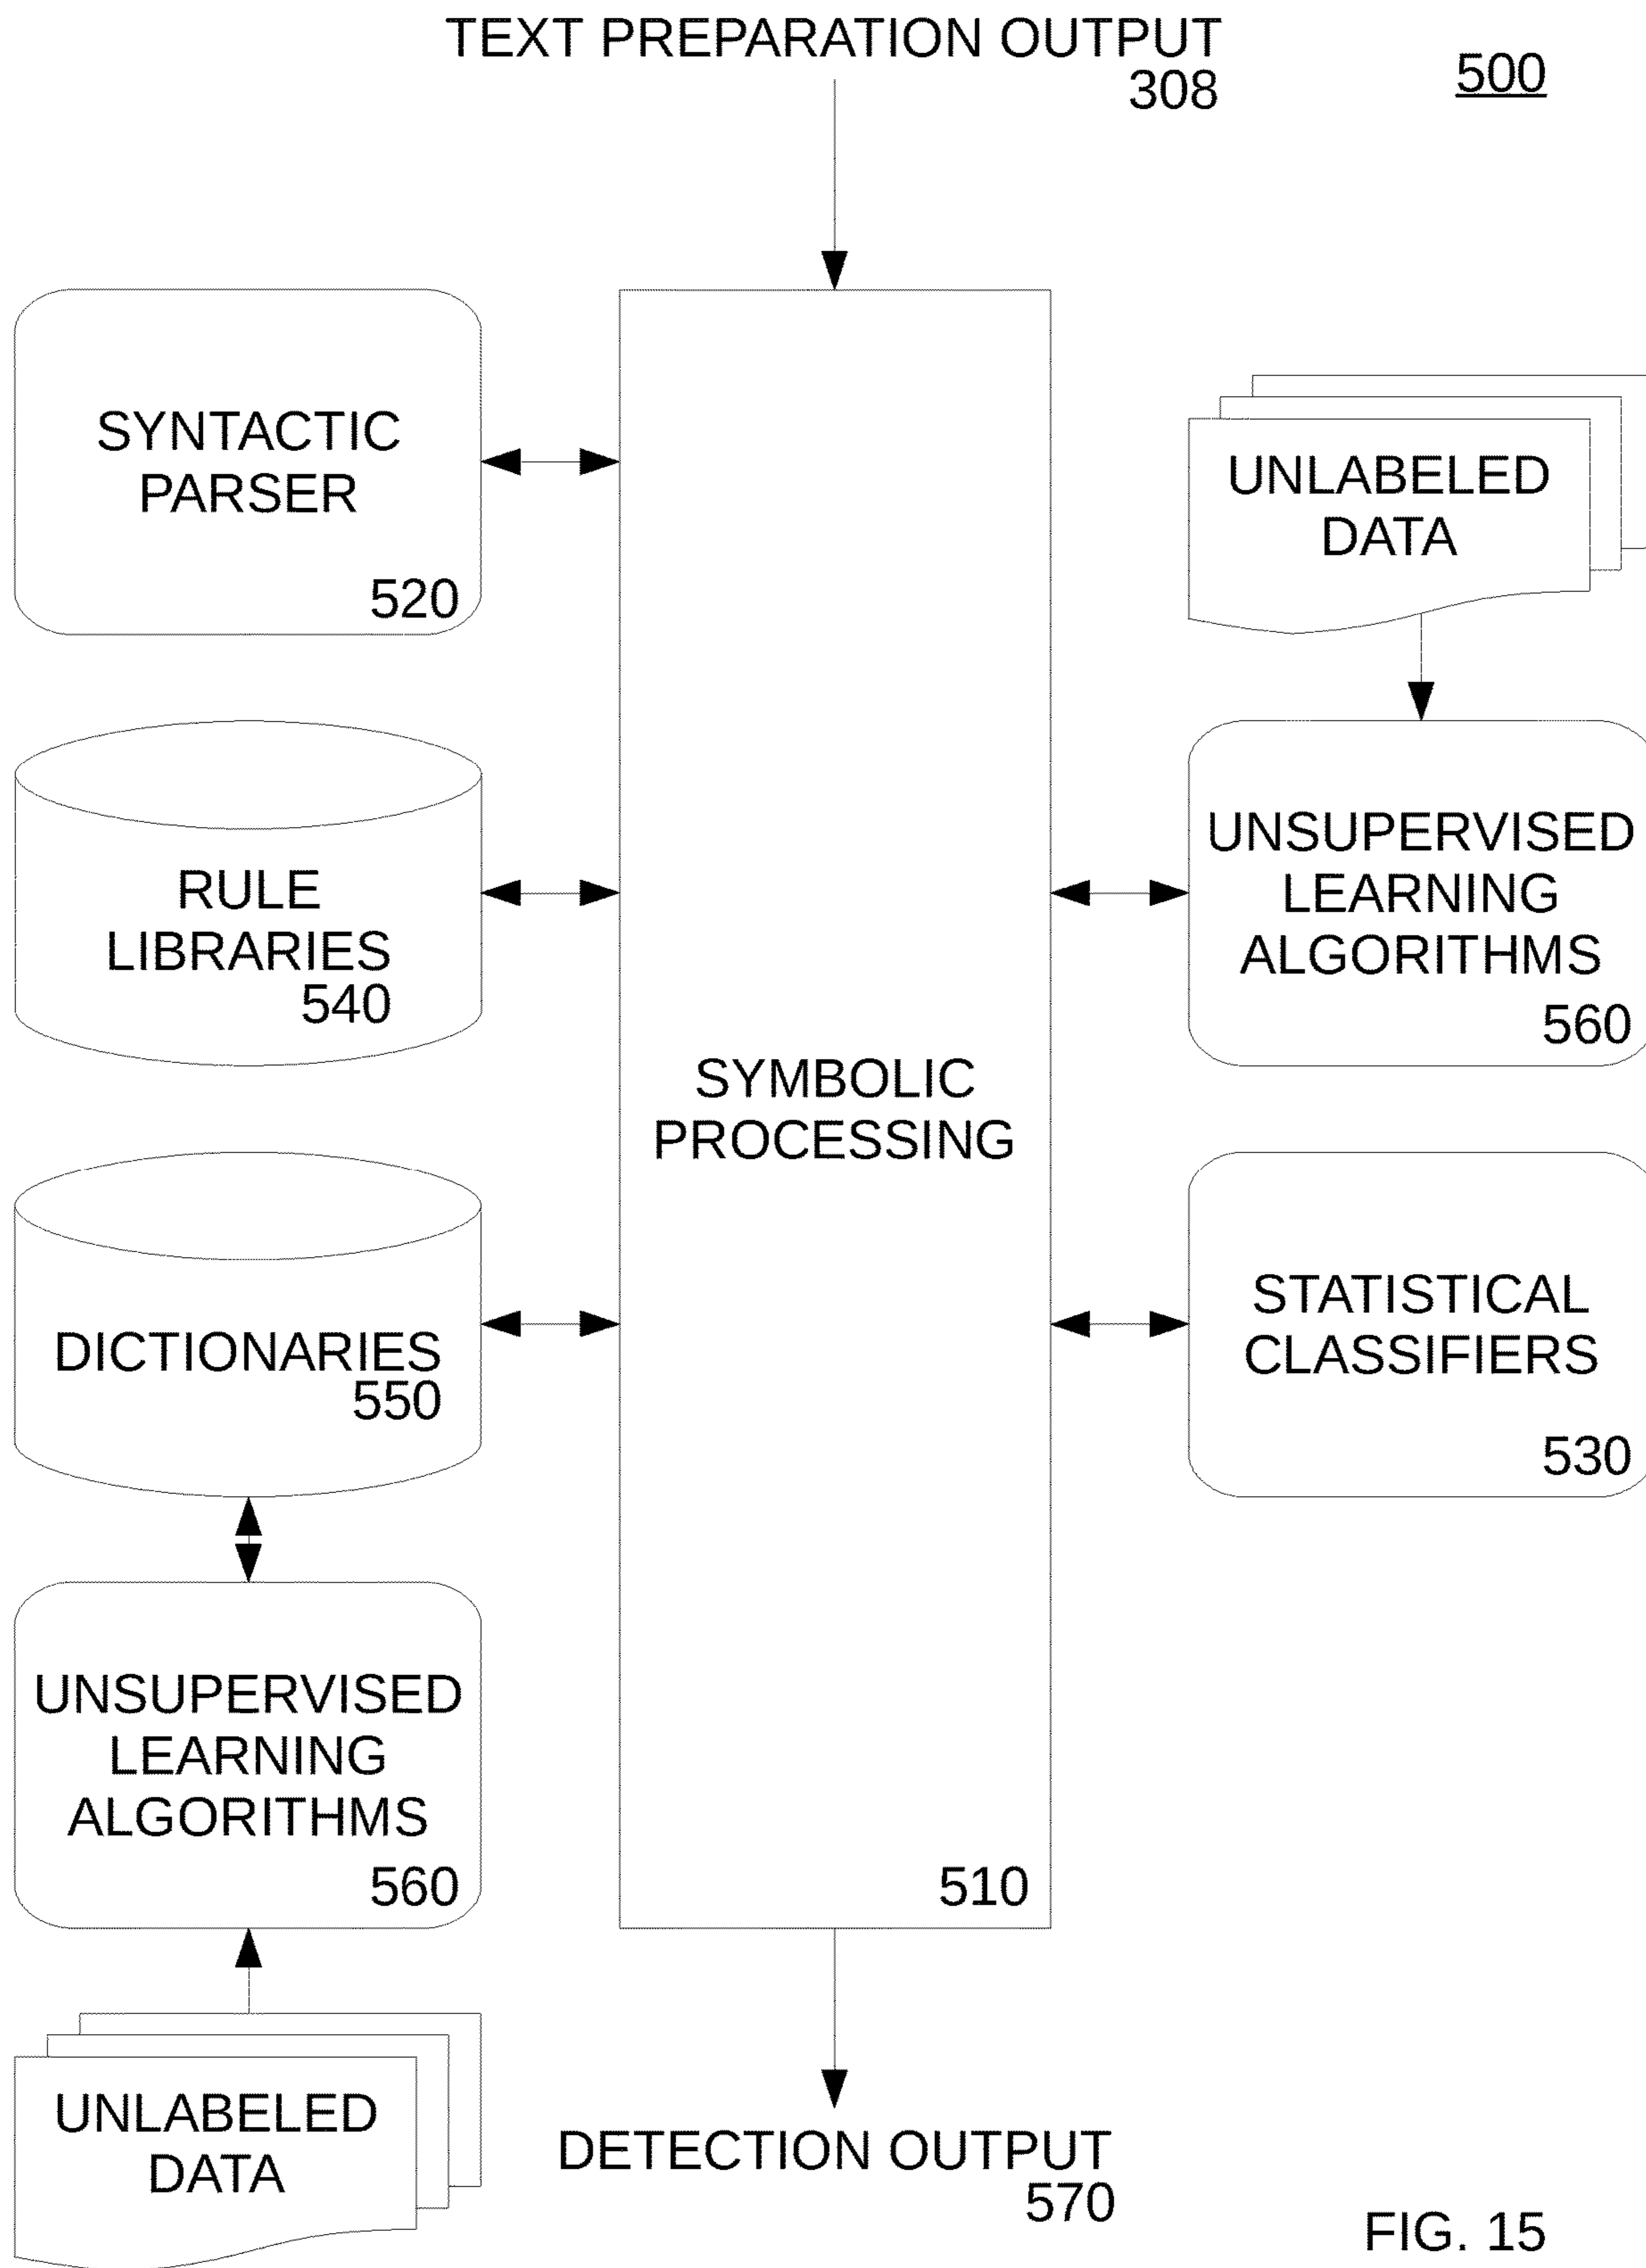 TEXT PREPARATION OUTPUT
308
500
SYNTACTIC
PARSER
520
UNLABELED
DATA
RULE
LIBRARIES
540
UNSUPERVISED
LEARNING
ALGORITHMS
560
SYMBOLIC
PROCESSING
510
DICTIONARIES
550
STATISTICAL
CLASSIFIERS
530
UNSUPERVISED
LEARNING
ALGORITHMS
560
UNLABELED
DATA
DETECTION OUTPUT
570
FIG. 15